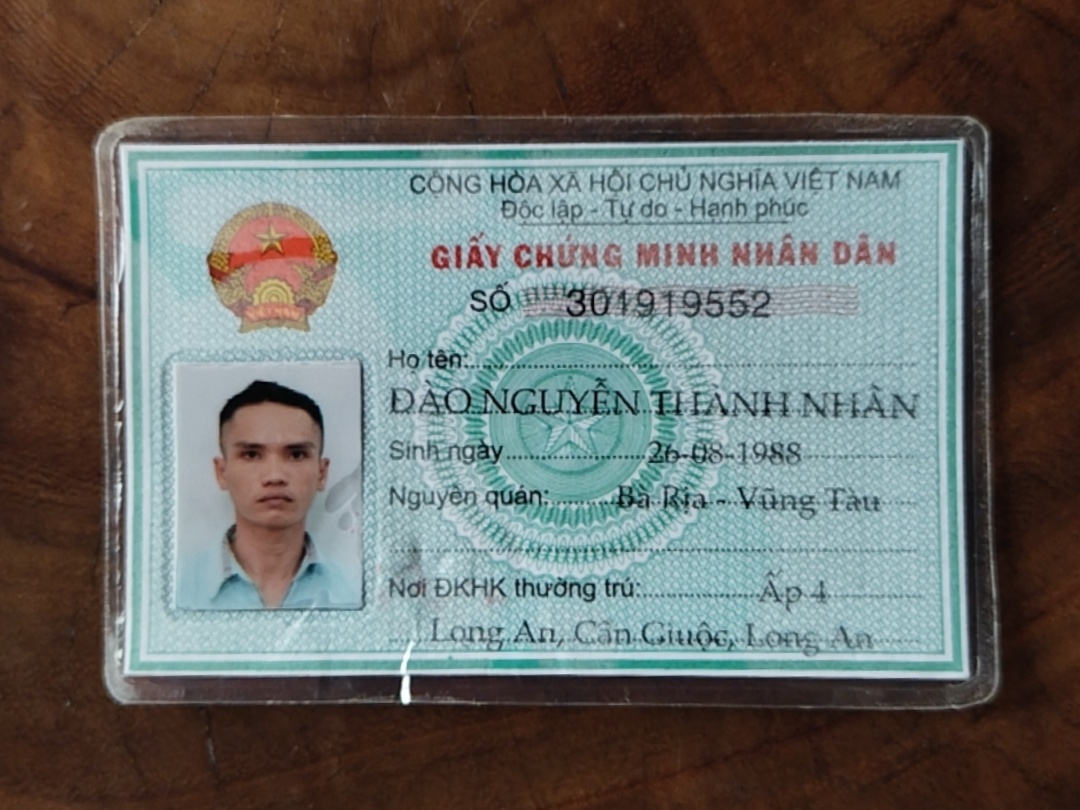 CỘNG HÒA XÃ HỘI CHỦ NGHĨA VIỆT NAM
Độc lập - Tự do - Hạnh phúc
GIẤY CHỨNG MINH NHÂN DÂN
SỐ 301919552
Họ tên:
ĐÀO NGUYỄN THANH NHÂN
Sinh ngày 26-08-1988
Nguyên quán: Bà Rịa - Vũng Tàu
Nơi ĐKHK thường trú: Ấp 4
Long An, Cần Giuộc, Long An